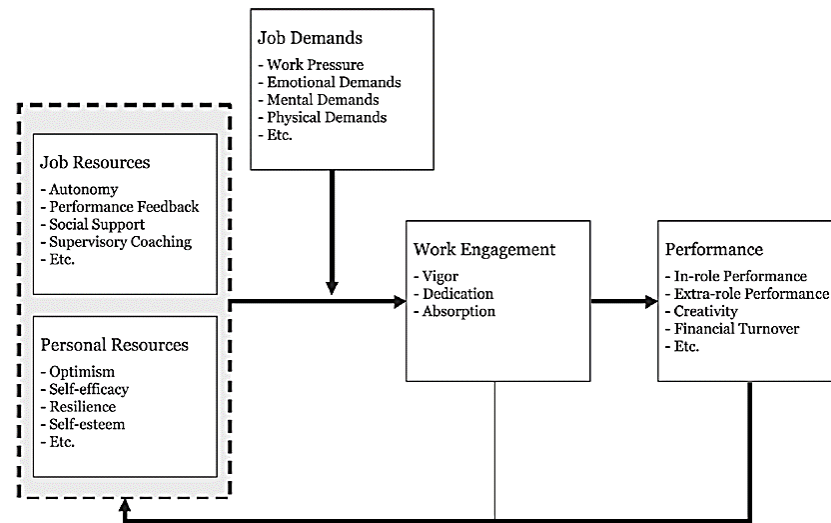 Job Demands
- Work Pressure
- Emotional Demands
- Mental Demands
- Physical Demands
- Etc.
Job Resources
- Autonomy
- Performance Feedback
- Social Support
- Supervisory Coaching
- Etc.
Personal Resources
- Optimism
- Self-efficacy
- Resilience
- Self-esteem
- Etc.
Work Engagement
- Vigor
- Dedication
- Absorption
Performance
- In-role Performance
- Extra-role Performance
- Creativity
- Financial Turnover
- Etc.